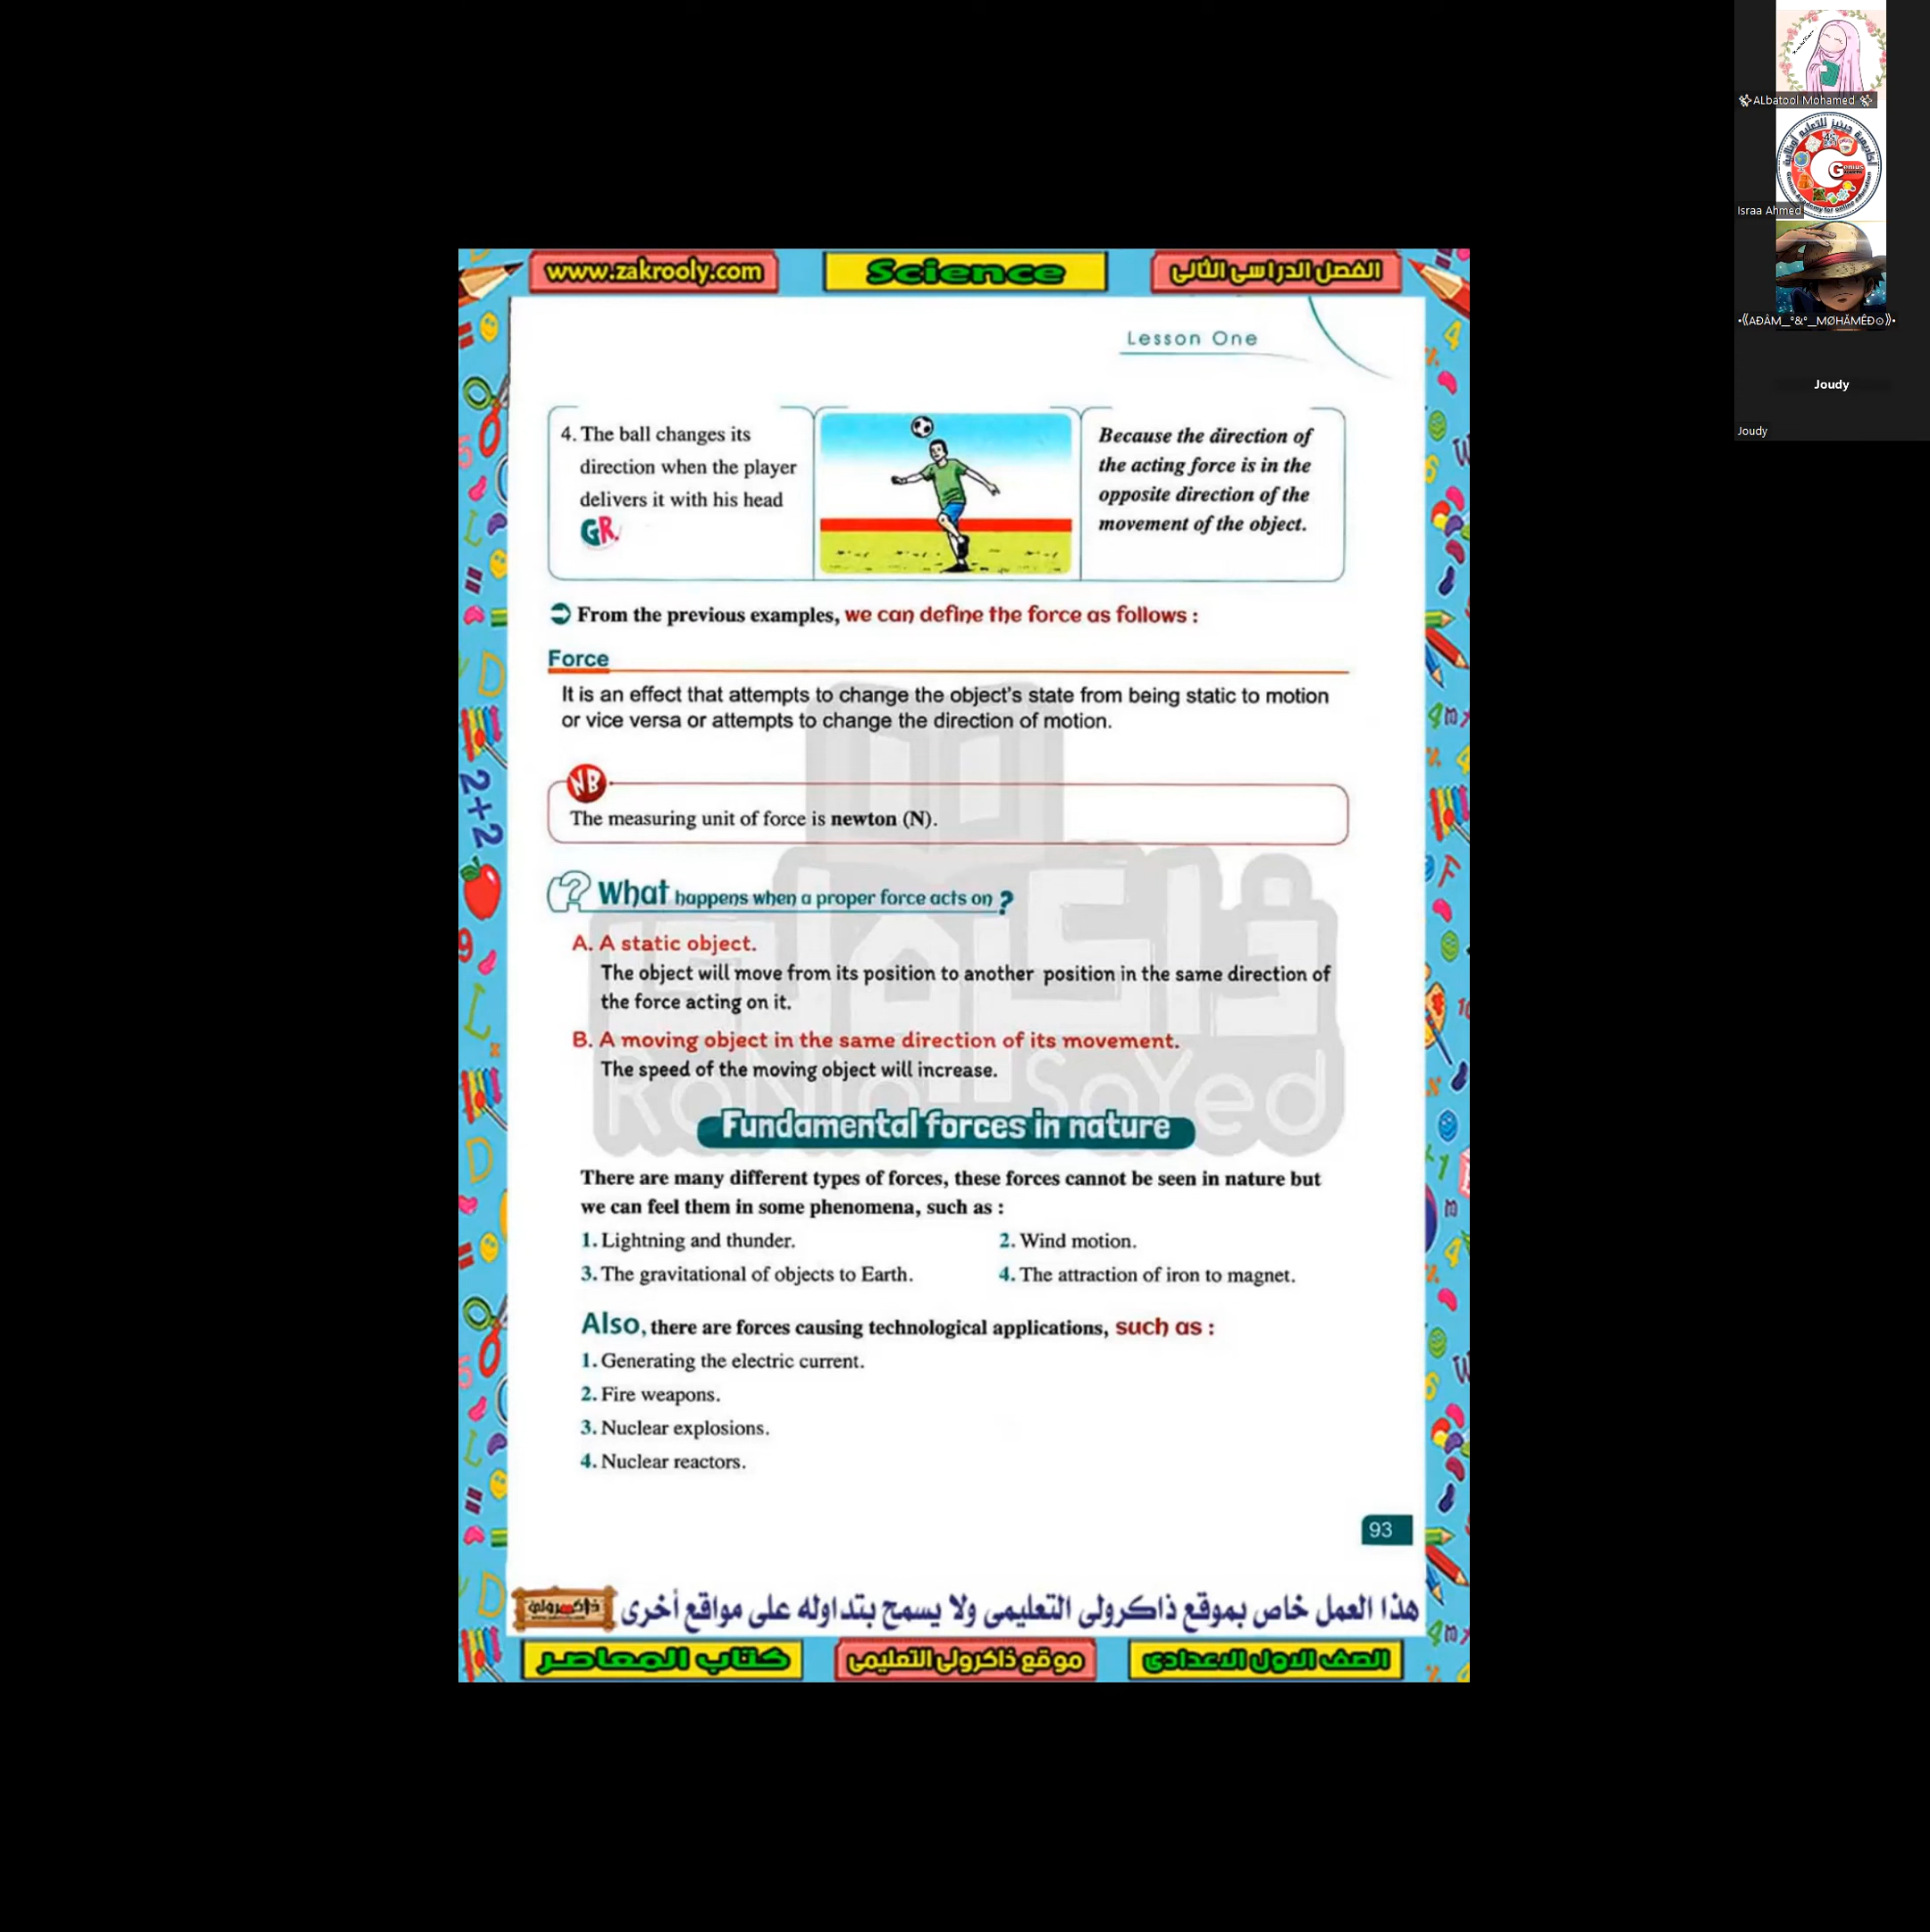 www.zakrooly.com
Science
الفصل الدراسى الثانى
Lesson One
4. The ball changes its
direction when the player
delivers it with his head
GR.
Because the direction of
the acting force is in the
opposite direction of the
movement of the object.
From the previous examples, we can define the force as follows :
Force
It is an effect that attempts to change the object's state from being static to motion
or vice versa or attempts to change the direction of motion.
NB
The measuring unit of force is newton (N).
What happens when a proper force acts on ?
A. A static object.
The object will move from its position to another position in the same direction of
the force acting on it.
B. A moving object in the same direction of its movement.
The speed of the moving object will increase.
ذاكرولى
RaNia SaYed
Fundamental forces in nature
There are many different types of forces, these forces cannot be seen in nature but
we can feel them in some phenomena, such as :
1. Lightning and thunder.
2. Wind motion.
3. The gravitational of objects to Earth.
4. The attraction of iron to magnet.
Also, there are forces causing technological applications, such as :
1. Generating the electric current.
2. Fire weapons.
3. Nuclear explosions.
4. Nuclear reactors.
93
هذا العمل خاص بموقع ذاكرولى التعليمى ولا يسمح بتداوله على مواقع أخرى
ذاكرولى
الصف الاول الاعدادى
موقع ذاكرولى التعليمى
كتاب المعاصر
ALbatool Mohamed
Genius
Israa Ahmed
•⟪AĐÀM__°&°__MØHÄMÊĐ⊙⟫•
Joudy
Joudy